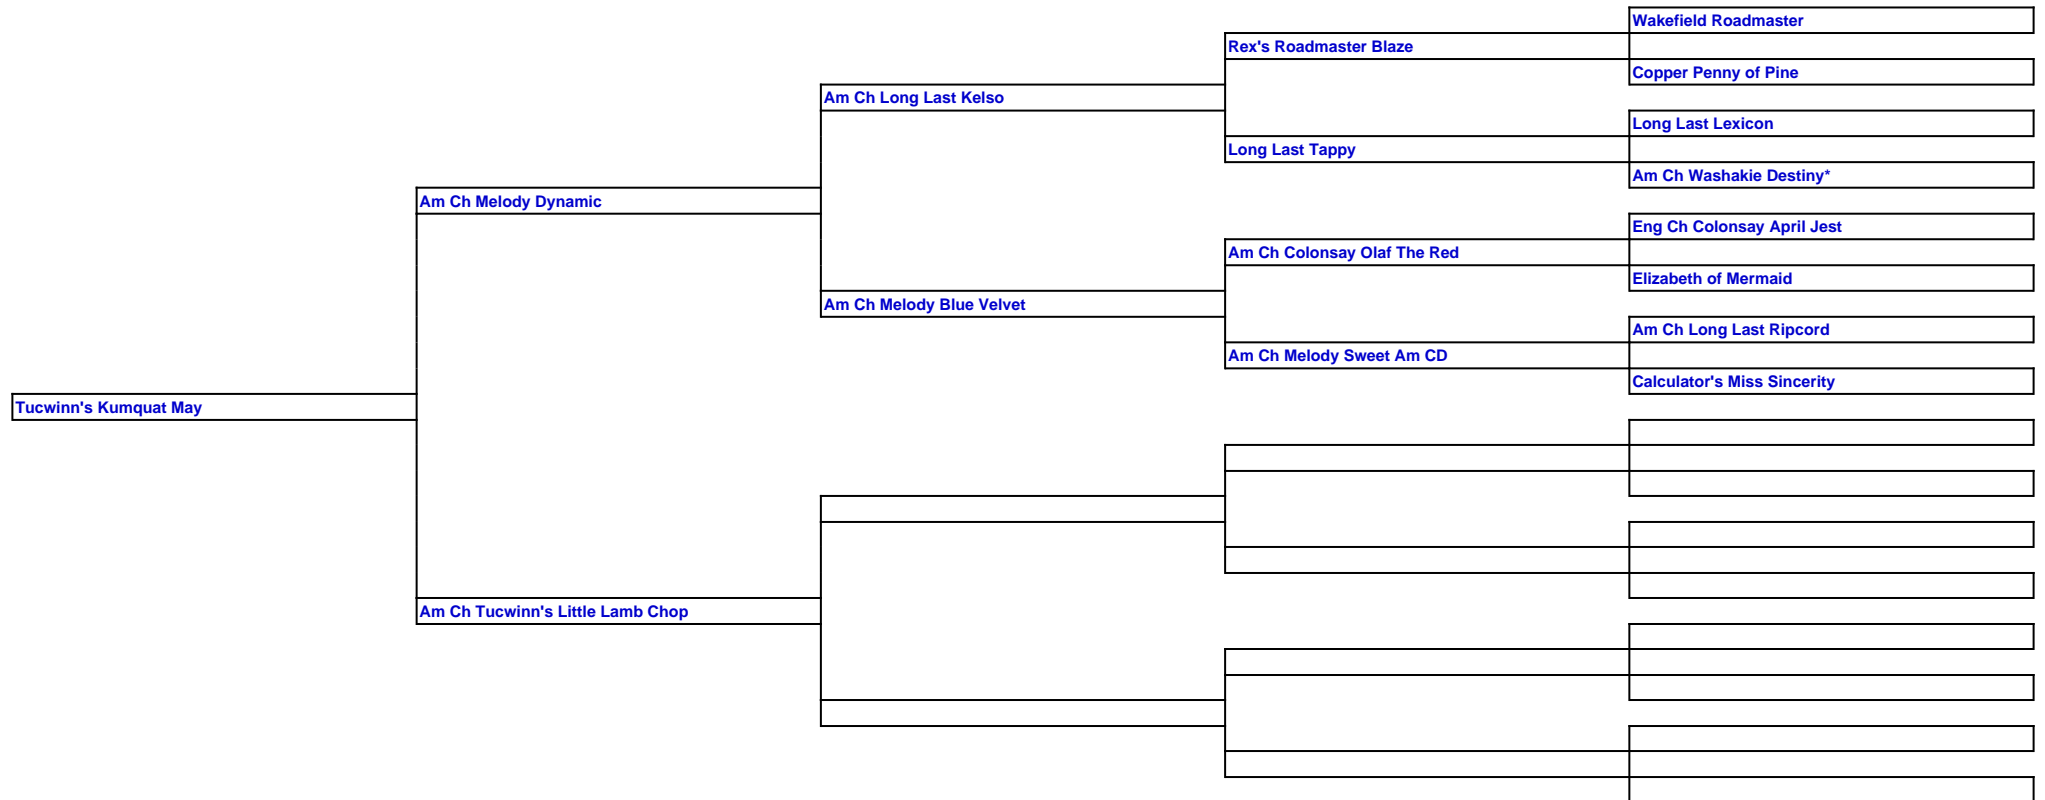 Wakefield Roadmaster
Rex's Roadmaster Blaze
Copper Penny of Pine
Am Ch Long Last Kelso
Long Last Lexicon
Long Last Tappy
Am Ch Washakie Destiny*
Am Ch Melody Dynamic
Eng Ch Colonsay April Jest
Am Ch Colonsay Olaf The Red
Elizabeth of Mermaid
Am Ch Melody Blue Velvet
Am Ch Long Last Ripcord
Am Ch Melody Sweet Am CD
Calculator's Miss Sincerity
Tucwinn's Kumquat May
Am Ch Tucwinn's Little Lamb Chop